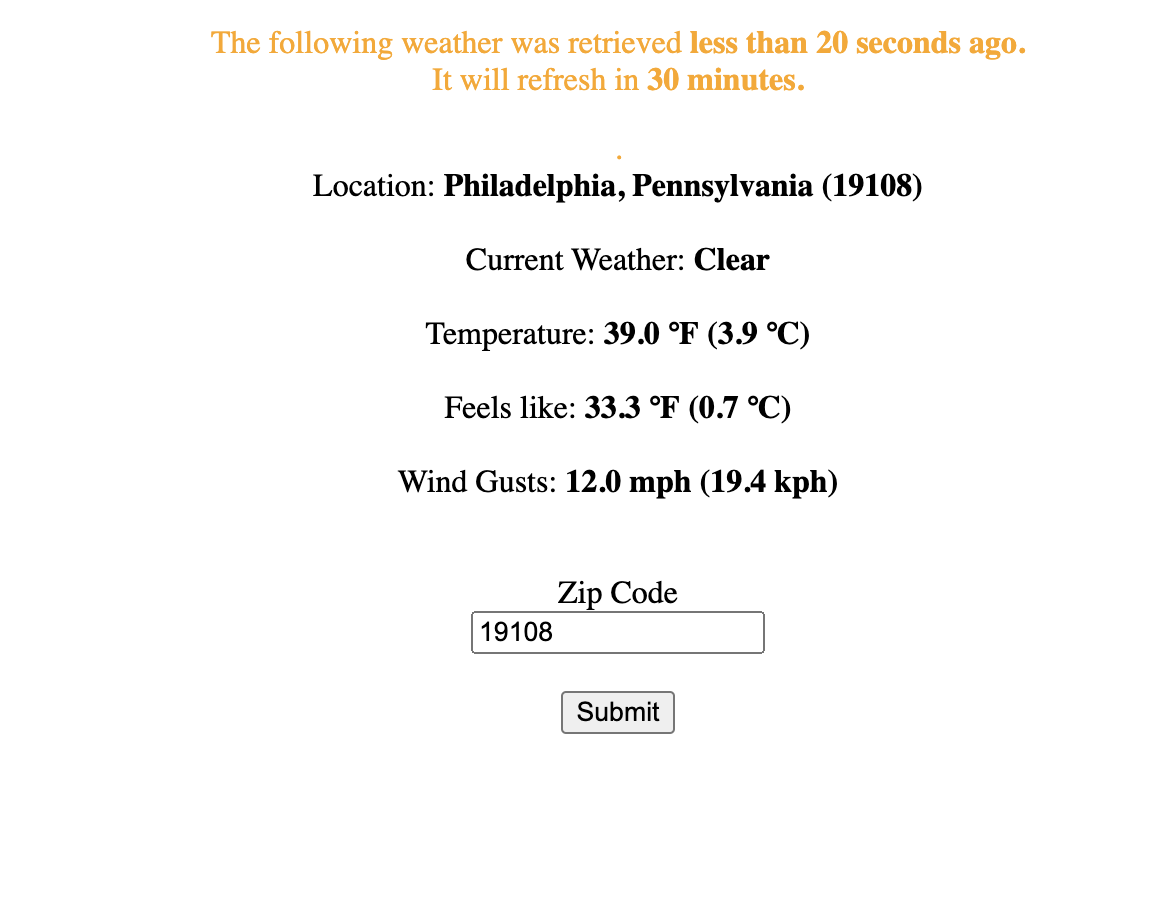 The following weather was retrieved less than 20 seconds ago.
It will refresh in 30 minutes.
.
Location: Philadelphia, Pennsylvania (19108)
Current Weather: Clear
Temperature: 39.0 °F (3.9 °C)
Feels like: 33.3 °F (0.7 °C)
Wind Gusts: 12.0 mph (19.4 kph)
Zip Code
19108
Submit